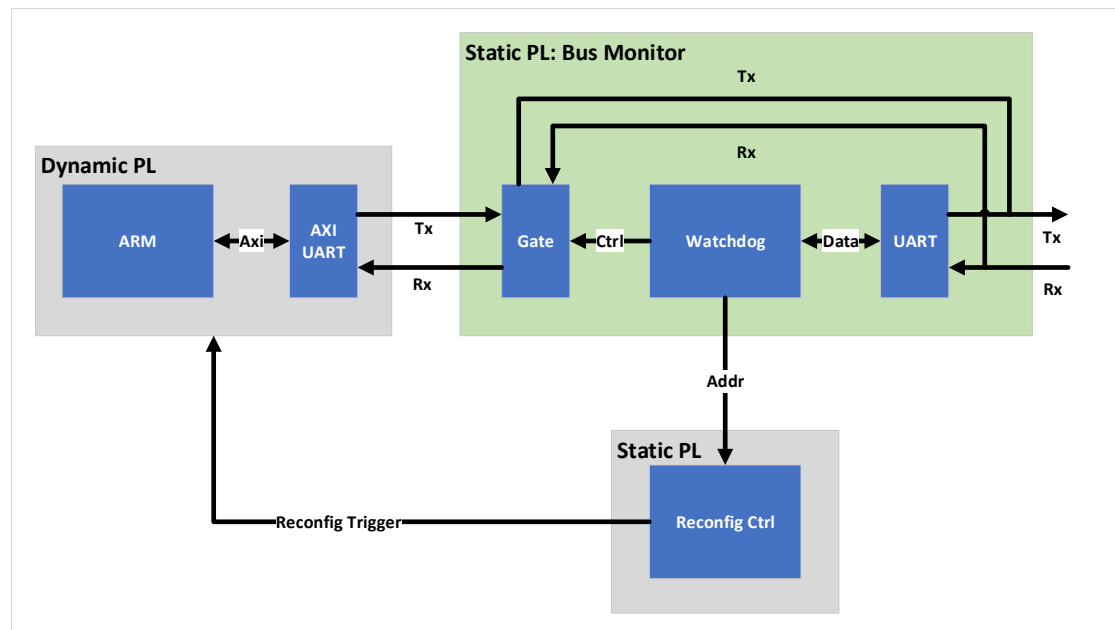 Static PL: Bus Monitor
Tx
Rx
Dynamic PL
ARM
Axi
AXI
UART
Tx
Rx
Gate
Ctrl
Watchdog
Data
UART
Tx
Rx
Addr
Static PL
Reconfig Ctrl
Reconfig Trigger